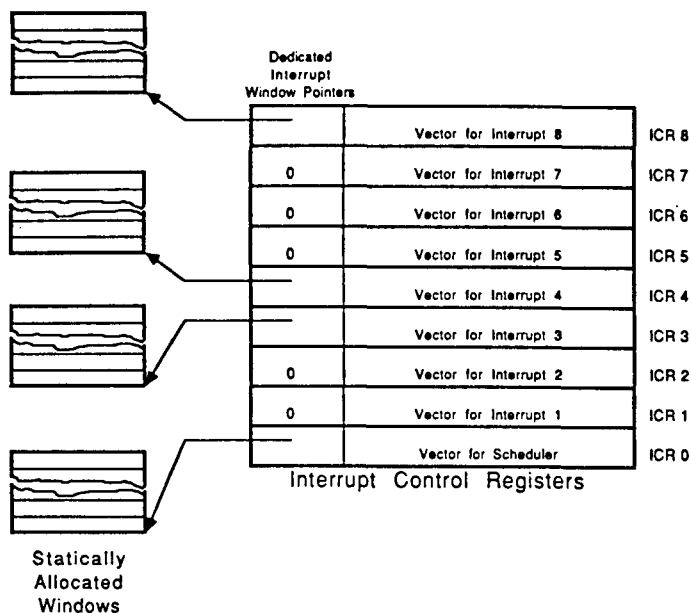 Dedicated
Interrupt
Window Pointers
Vector for Interrupt 8 ICR 8
0 Vector for Interrupt 7 ICR 7
0 Vector for Interrupt 6 ICR 6
0 Vector for Interrupt 5 ICR 5
Vector for Interrupt 4 ICR 4
Vector for Interrupt 3 ICR 3
0 Vector for Interrupt 2 ICR 2
0 Vector for Interrupt 1 ICR 1
Vector for Scheduler ICR 0
Interrupt Control Registers
Statically
Allocated
Windows